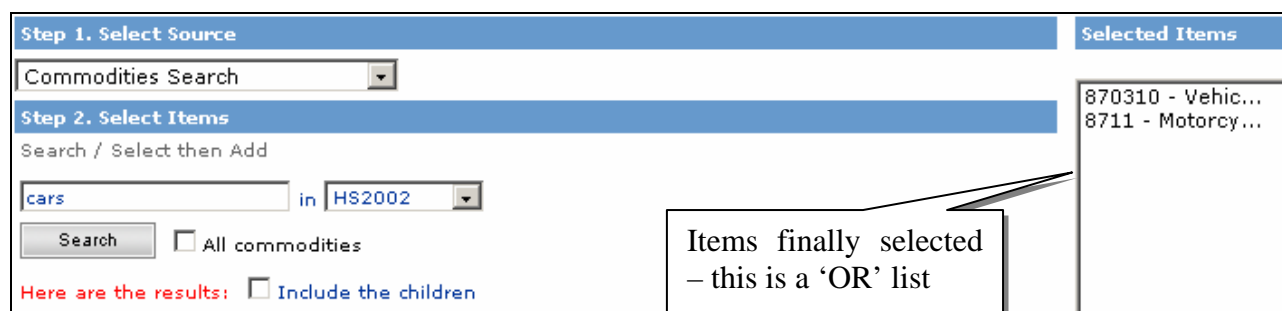 Step 1. Select Source
Commodities Search
Step 2. Select Items
Search / Select then Add
cars in HS2002
Search All commodities
Here are the results: Include the children
Selected Items
870310 - Vehic...
8711 - Motorcy...
Items finally selected
– this is a ‘OR’ list